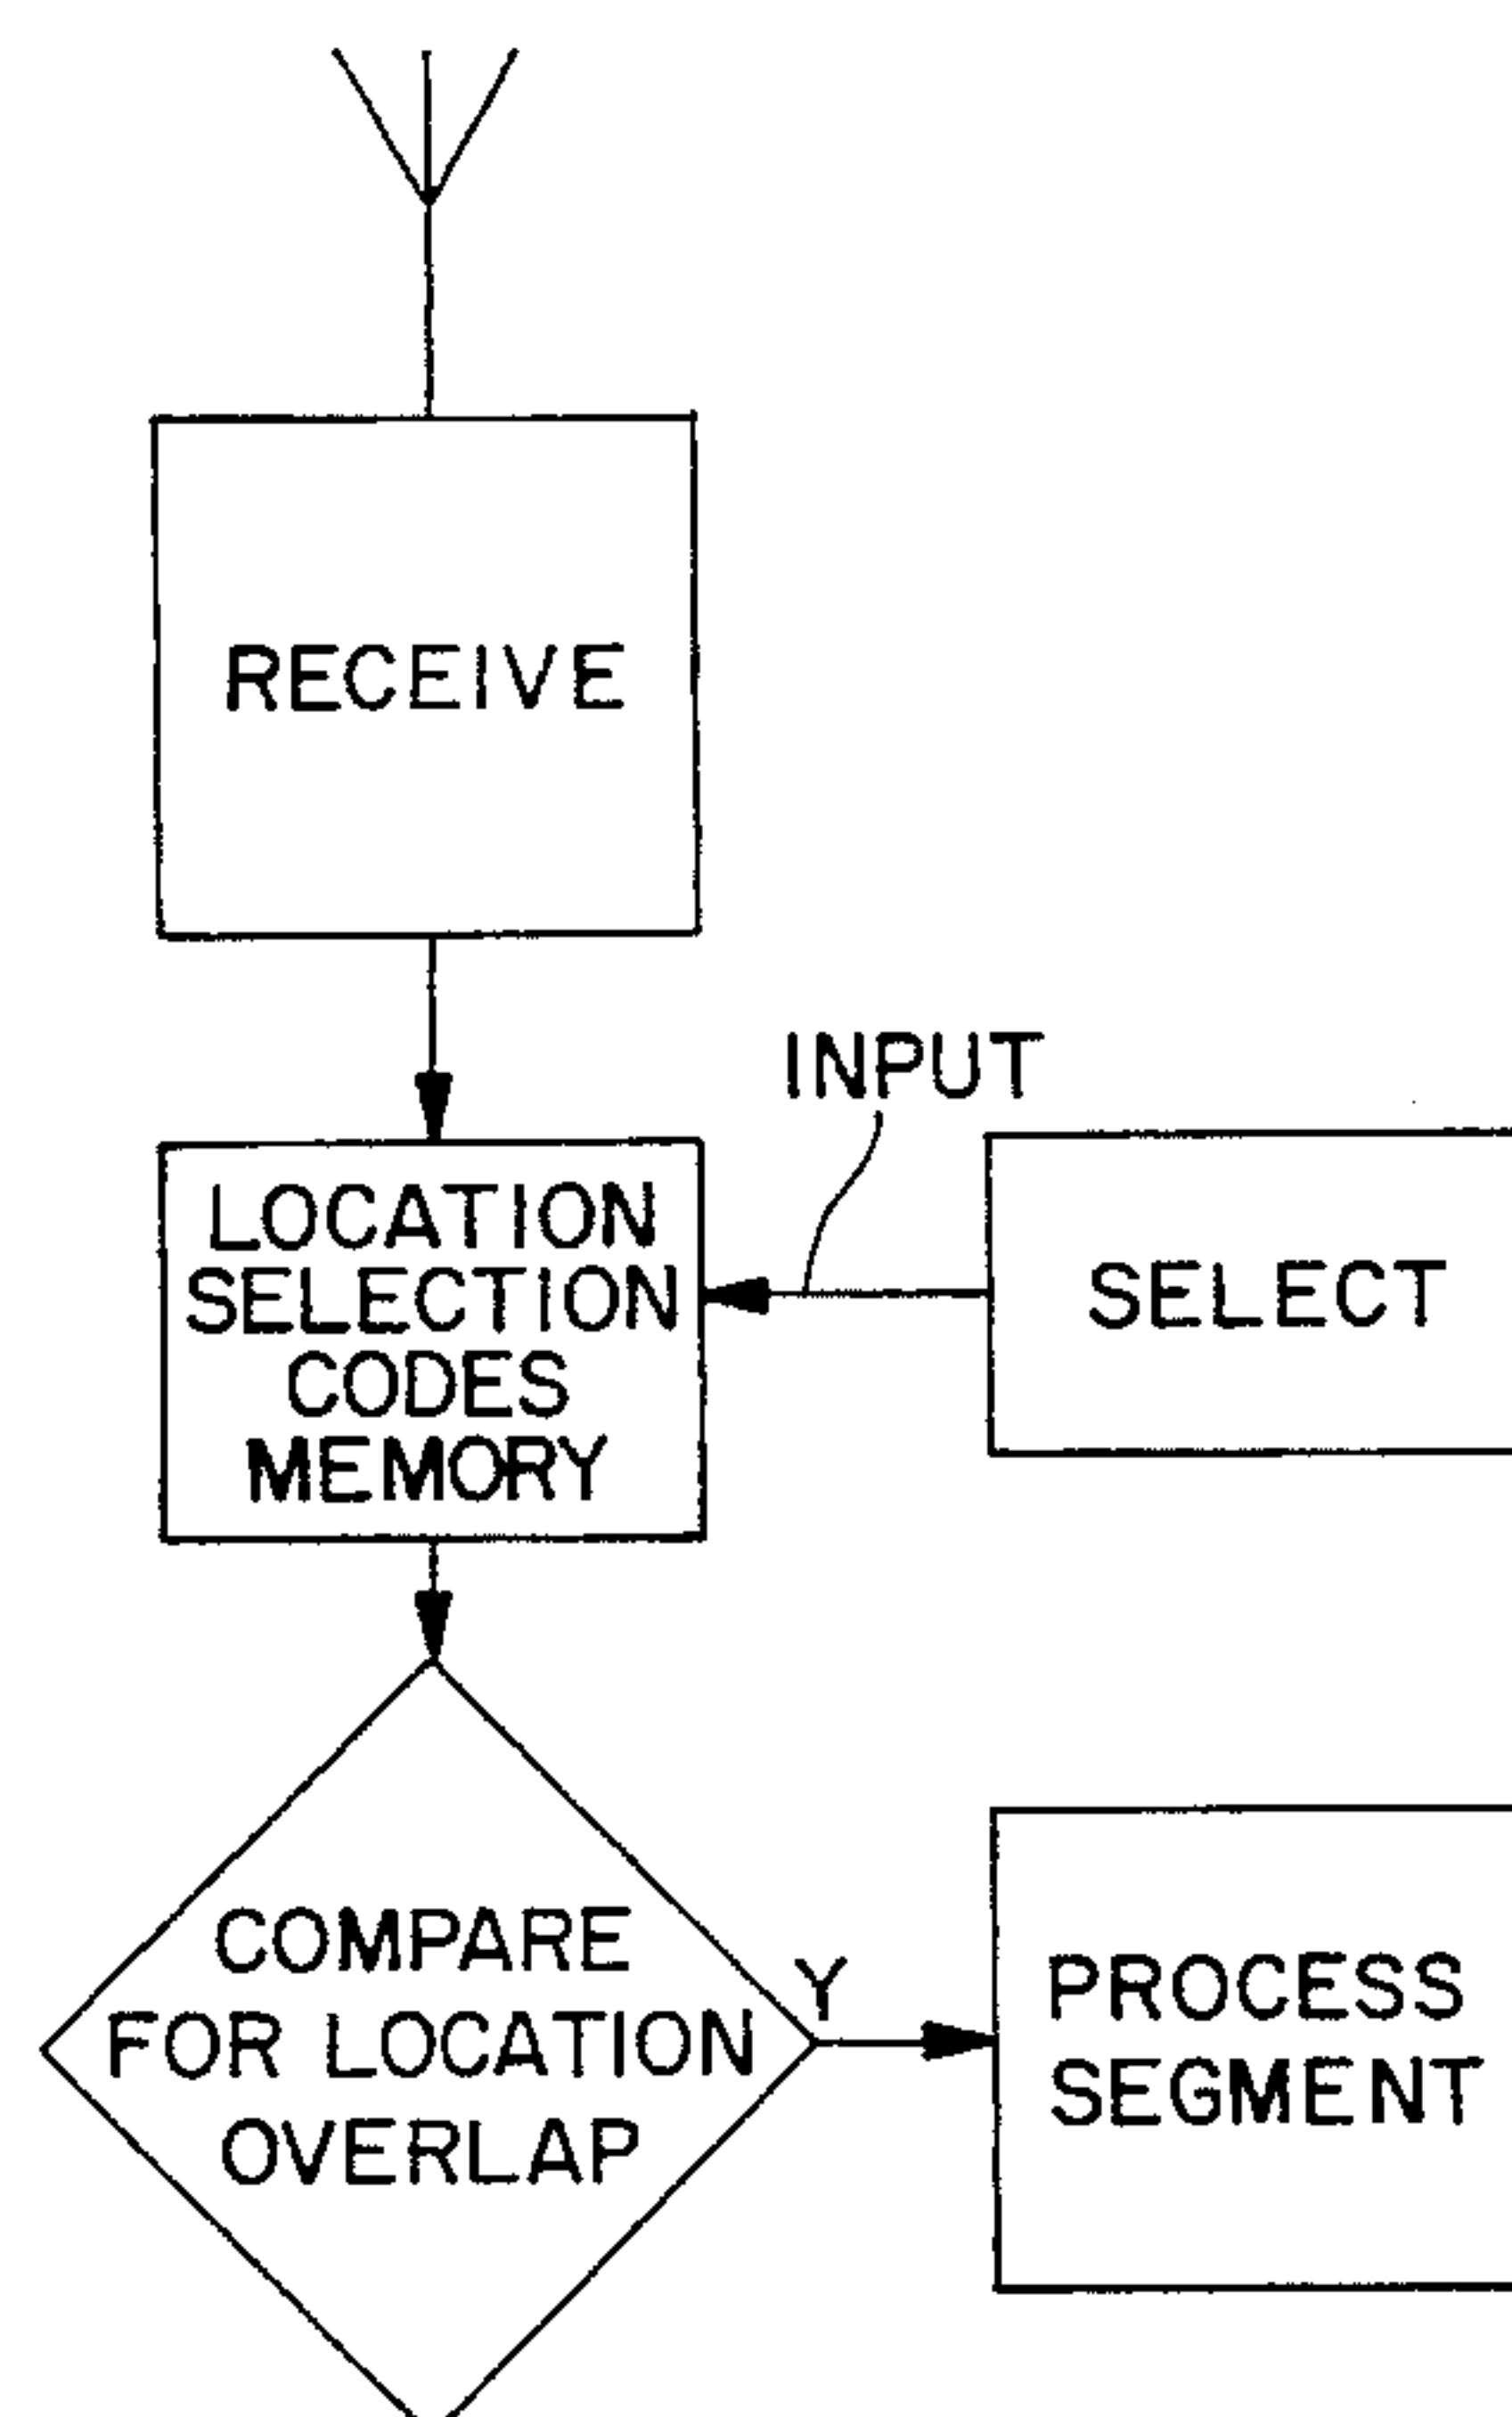 RECEIVE
INPUT
LOCATION
SELECTION
CODES
MEMORY
SELECT
COMPARE
FOR LOCATION
OVERLAP
Y
PROCESS
SEGMENT